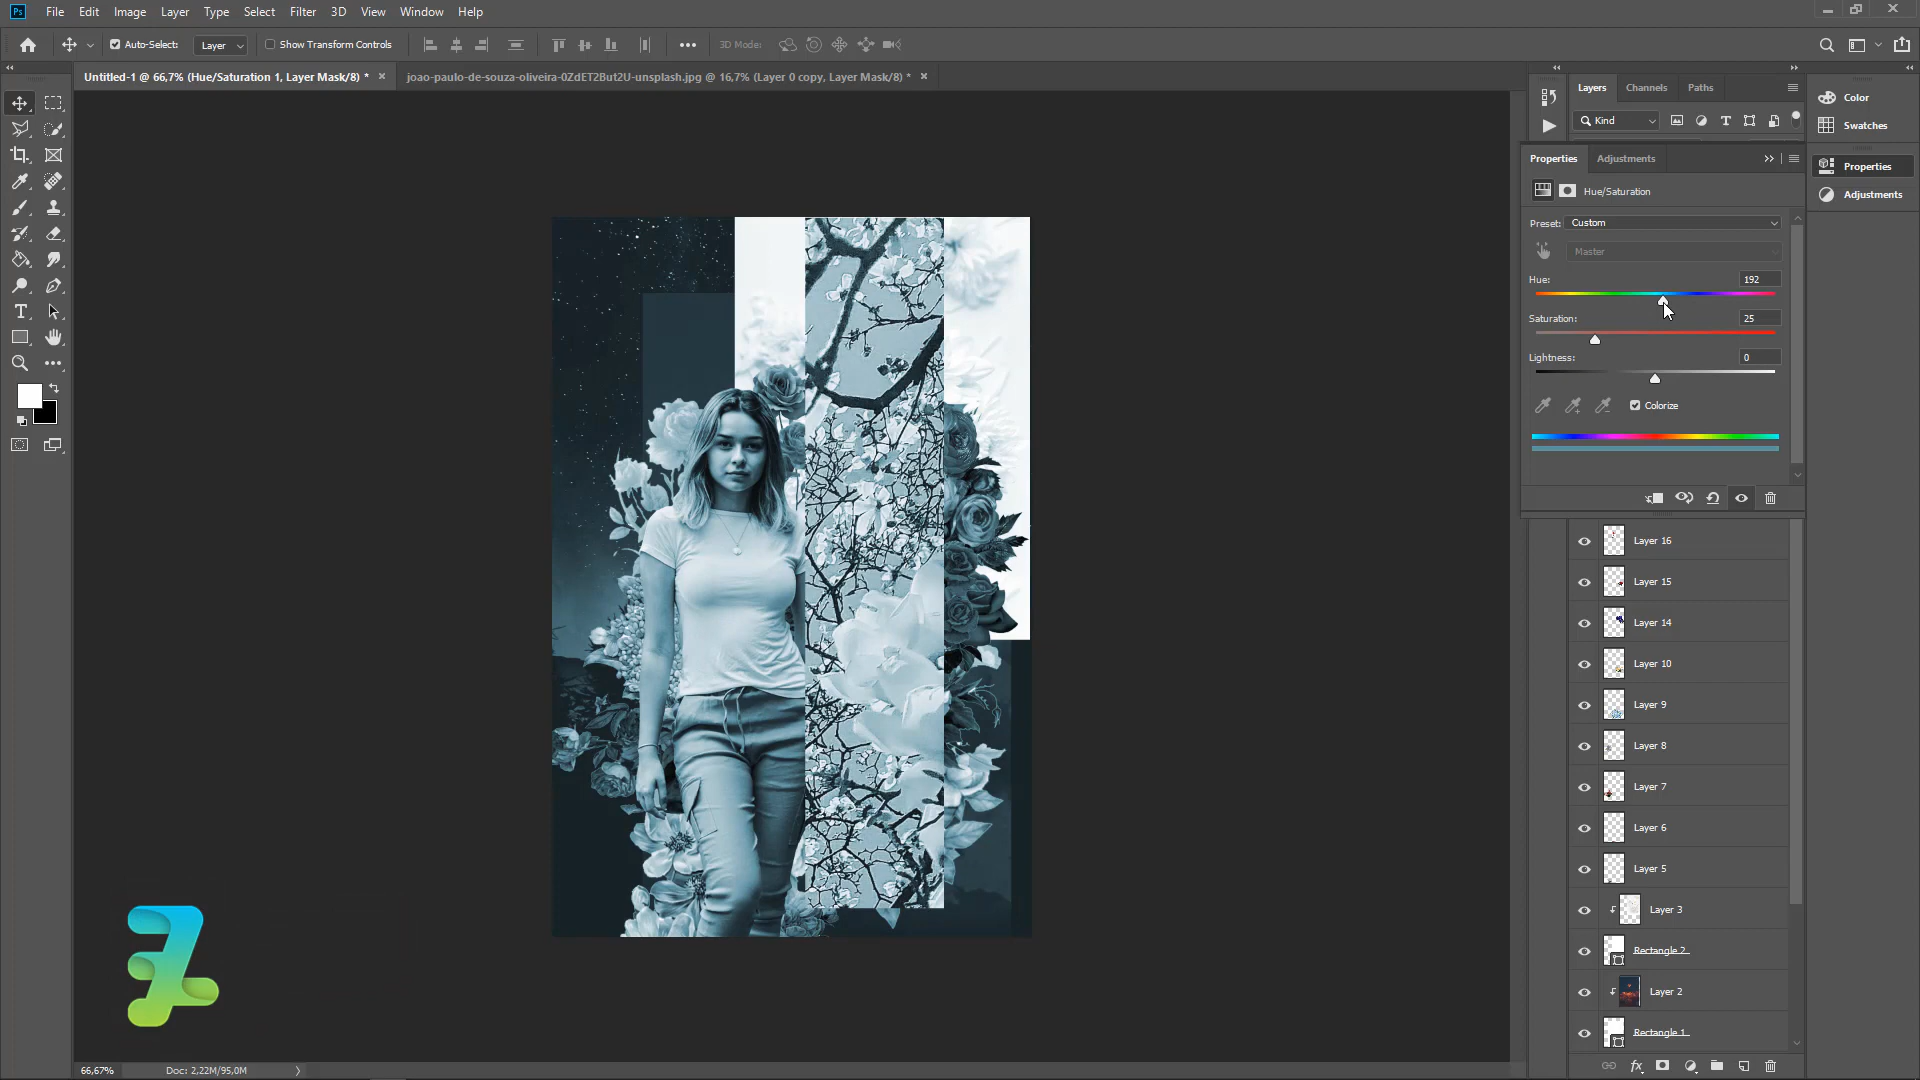 Ps File Edit Image Layer Type Select Filter 3D View Window Help
Auto-Select: Layer Show Transform Controls 3D Mode:
Untitled-1 @ 66,7% (Hue/Saturation 1, Layer Mask/8) * joao-paulo-de-souza-oliveira-0ZdET2But2U-unsplash.jpg @ 16,7% (Layer 0 copy, Layer Mask/8) *
Layers Channels Paths
Color
Kind
Swatches
Properties Adjustments
Properties
Hue/Saturation
Adjustments
Preset: Custom
Master
Hue: 192
Saturation: 25
Lightness: 0
Colorize
Layer 16
Layer 15
Layer 14
Layer 10
Layer 9
Layer 8
Layer 7
Layer 6
Layer 5
Layer 3
Rectangle 2
Layer 2
Rectangle 1
66,67% Doc: 2,22M/95,0M